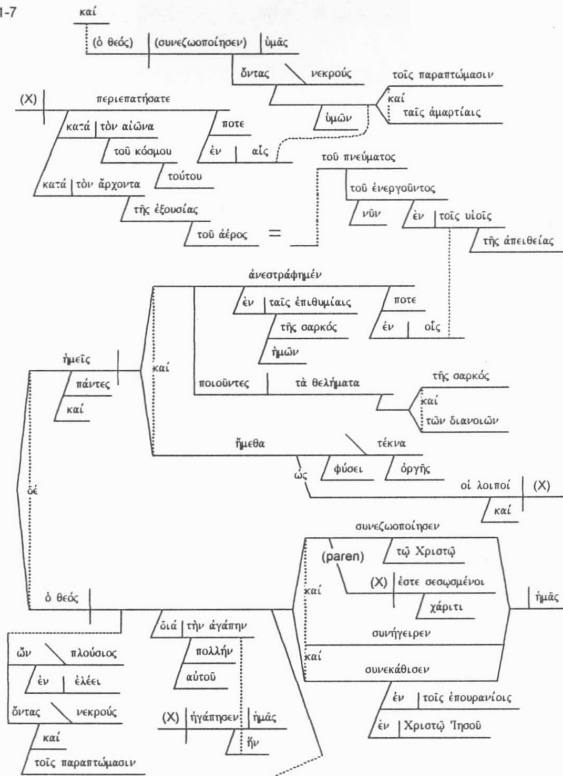 1-7
καί
(ὁ θεός) (συνεζωοποίησεν) ὑμᾶς
ὄντας νεκρούς
τοῖς παραπτώμασιν
καί
ὑμῶν
ταῖς ἁμαρτίαις
(X) περιεπατήσατε
κατά τὸν αἰῶνα
ποτε
τοῦ κόσμου
ἐν αἷς
τούτου
κατά τὸν ἄρχοντα
τῆς ἐξουσίας
τοῦ ἀέρος =
τοῦ πνεύματος
τοῦ ἐνεργοῦντος
νῦν
ἐν τοῖς υἱοῖς
τῆς ἀπειθείας
ἀνεστράφημέν
ἐν ταῖς ἐπιθυμίαις
ποτε
τῆς σαρκός
ἐν οἷς
ἡμῶν
ἡμεῖς
καί
πάντες
καί
ποιοῦντες τὰ θελήματα
τῆς σαρκός
καί
τῶν διανοιῶν
ἤμεθα τέκνα
φύσει ὀργῆς
ὡς
οἱ λοιποί (X)
καί
δέ
συνεζωοποίησεν
(paren)
τῷ Χριστῷ
(X) ἐστε σεσῳσμένοι
καί
χάριτι
ἡμᾶς
ὁ θεός
διά τὴν ἀγάπην
συνήγειρεν
πολλήν
καί
αὐτοῦ
συνεκάθισεν
ὢν πλούσιος
ἐν ἐλέει
ἐν τοῖς ἐπουρανίοις
ὄντας νεκρούς
(X) ἠγάπησεν ἡμᾶς
ἐν Χριστῷ Ἰησοῦ
καί
ἥν
τοῖς παραπτώμασιν